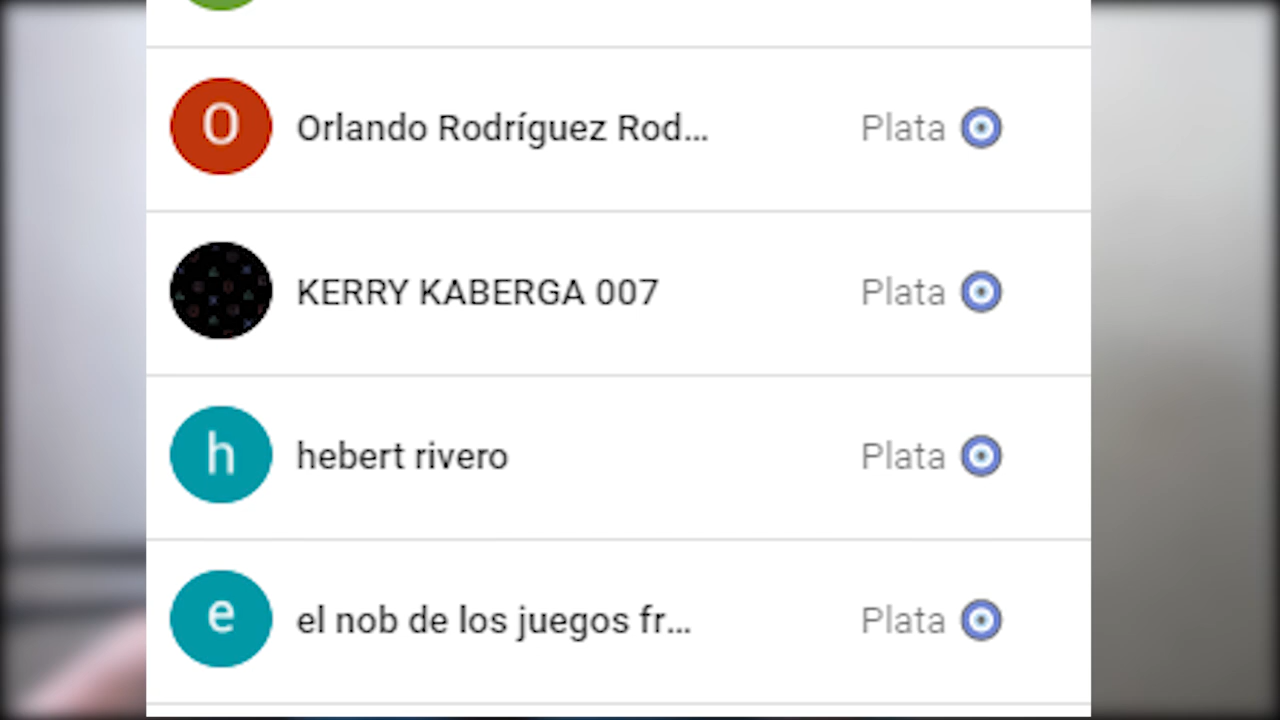 O Orlando Rodríguez Rod... Plata
KERRY KABERGA 007 Plata
h hebert rivero Plata
e el nob de los juegos fr... Plata